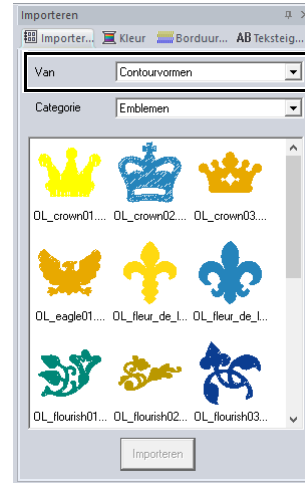 Importeren
Importer... Kleur Borduur... AB Teksteig...
Van Contourvormen
Categorie Emblemen
OL_crown01.... OL_crown02.... OL_crown03....
OL_eagle01.... OL_fleur_de_l... OL_fleur_de_l...
OL_flourish01... OL_flourish02... OL_flourish03...
Importeren